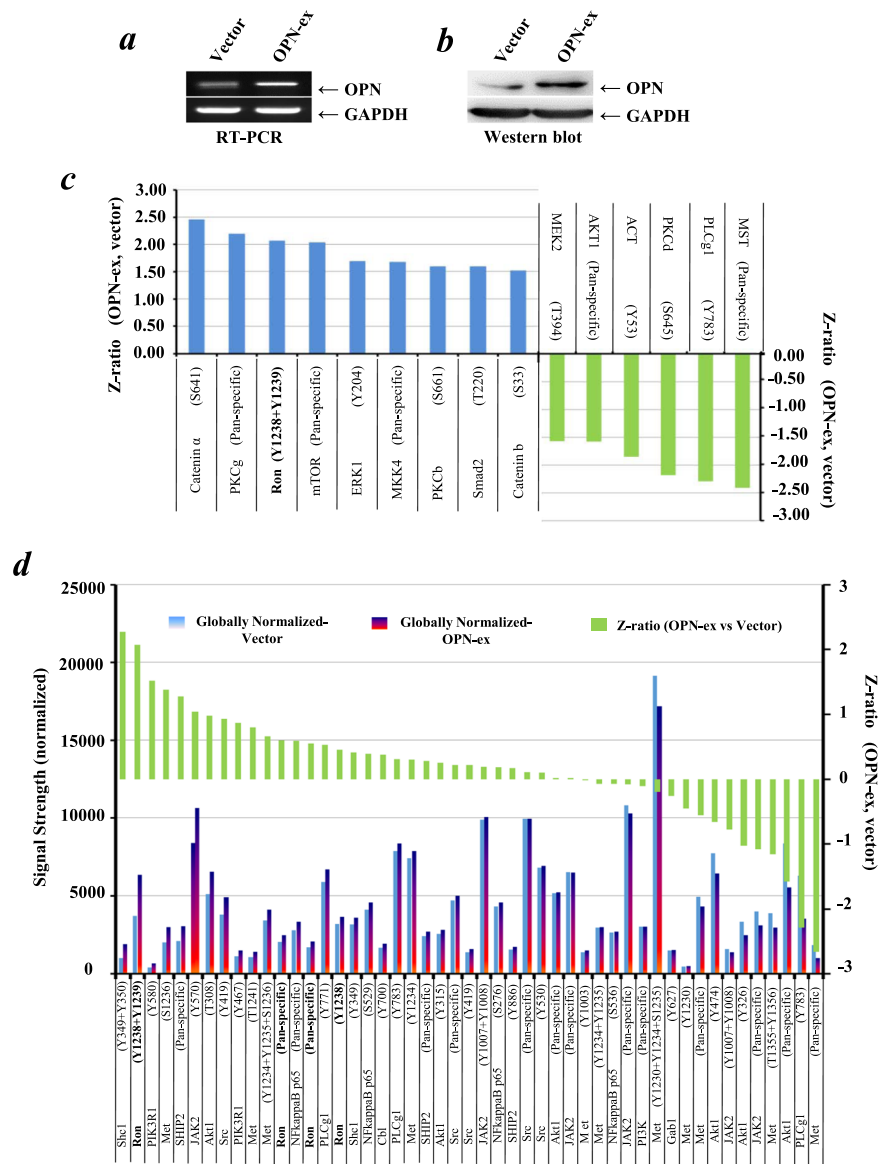 a
Vector
OPN-ex
← OPN
← GAPDH
RT-PCR
b
Vector
OPN-ex
← OPN
← GAPDH
Western blot
c
Z-ratio (OPN-ex, vector)
3.00
2.50
2.00
1.50
1.00
0.50
0.00
Catenin α (S641)
PKCg (Pan-specific)
Ron (Y1238+Y1239)
mTOR (Pan-specific)
ERK1 (Y204)
MKK4 (Pan-specific)
PKCb (S661)
Smad2 (T220)
Catenin b (S33)
MEK2 (T394)
AKT1 (Pan-specific)
ACT (Y53)
PKCd (S645)
PLCg1 (Y783)
MST (Pan-specific)
0.00
-0.50
-1.00
-1.50
-2.00
-2.50
-3.00
Z-ratio (OPN-ex, vector)
d
Signal Strength (normalized)
25000
20000
15000
10000
5000
0
Globally Normalized-
Vector
Globally Normalized-
OPN-ex
Z-ratio (OPN-ex vs Vector)
3
2
1
0
-1
-2
-3
Z-ratio (OPN-ex, vector)
Shc1 (Y349+Y350)
Ron (Y1238+Y1239)
PIK3R1 (Y580)
Met (S1236)
SHIP2 (Pan-specific)
JAK2 (Y570)
Akt1 (T308)
Src (Y419)
PIK3R1 (Y467)
Met (T1241)
Met (Y1234+Y1235+S1236)
Ron (Pan-specific)
NFkappaB p65 (Pan-specific)
Ron (Pan-specific)
PLCg1 (Y771)
Ron (Y1238)
Shc1 (Y349)
NFkappaB p65 (S529)
Cbl (Y700)
PLCg1 (Y783)
Met (Y1234)
SHIP2 (Pan-specific)
Akt1 (Y315)
Src (Pan-specific)
Src (Y419)
JAK2 (Y1007+Y1008)
NFkappaB p65 (S276)
SHIP2 (Y886)
Src (Pan-specific)
Src (Y530)
Akt1 (Pan-specific)
JAK2 (Pan-specific)
M et (Y1003)
Met (Y1234+Y1235)
NFkappaB p65 (S536)
JAK2 (Pan-specific)
PI3K (Pan-specific)
Met (Y1230+Y1234+S1235)
Gab1 (Y627)
Met (Y1230)
Met (Pan-specific)
Akt1 (Y474)
JAK2 (Y1007+Y1008)
Akt1 (Y326)
JAK2 (Pan-specific)
Met (T1355+Y1356)
Akt1 (Pan-specific)
PLCg1 (Y783)
Met (Pan-specific)